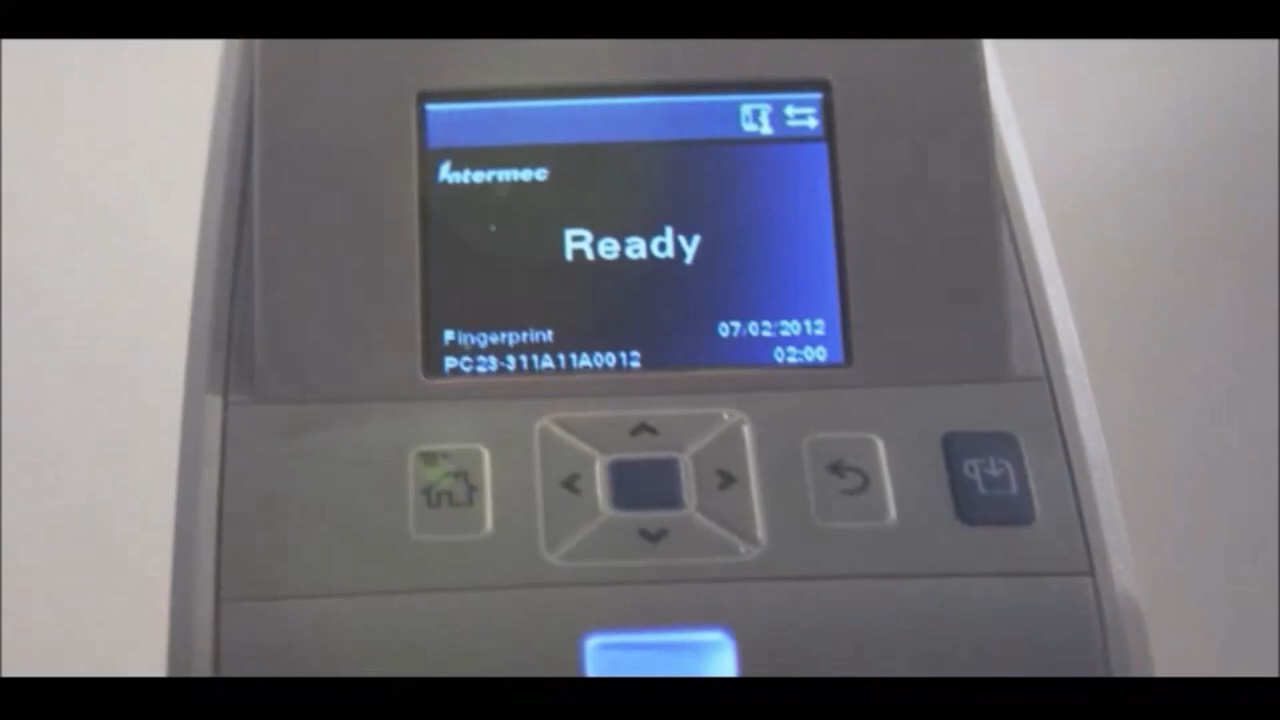 Intermec
Ready
Fingerprint
07/02/2012
PC23-311A11A0012
02:00